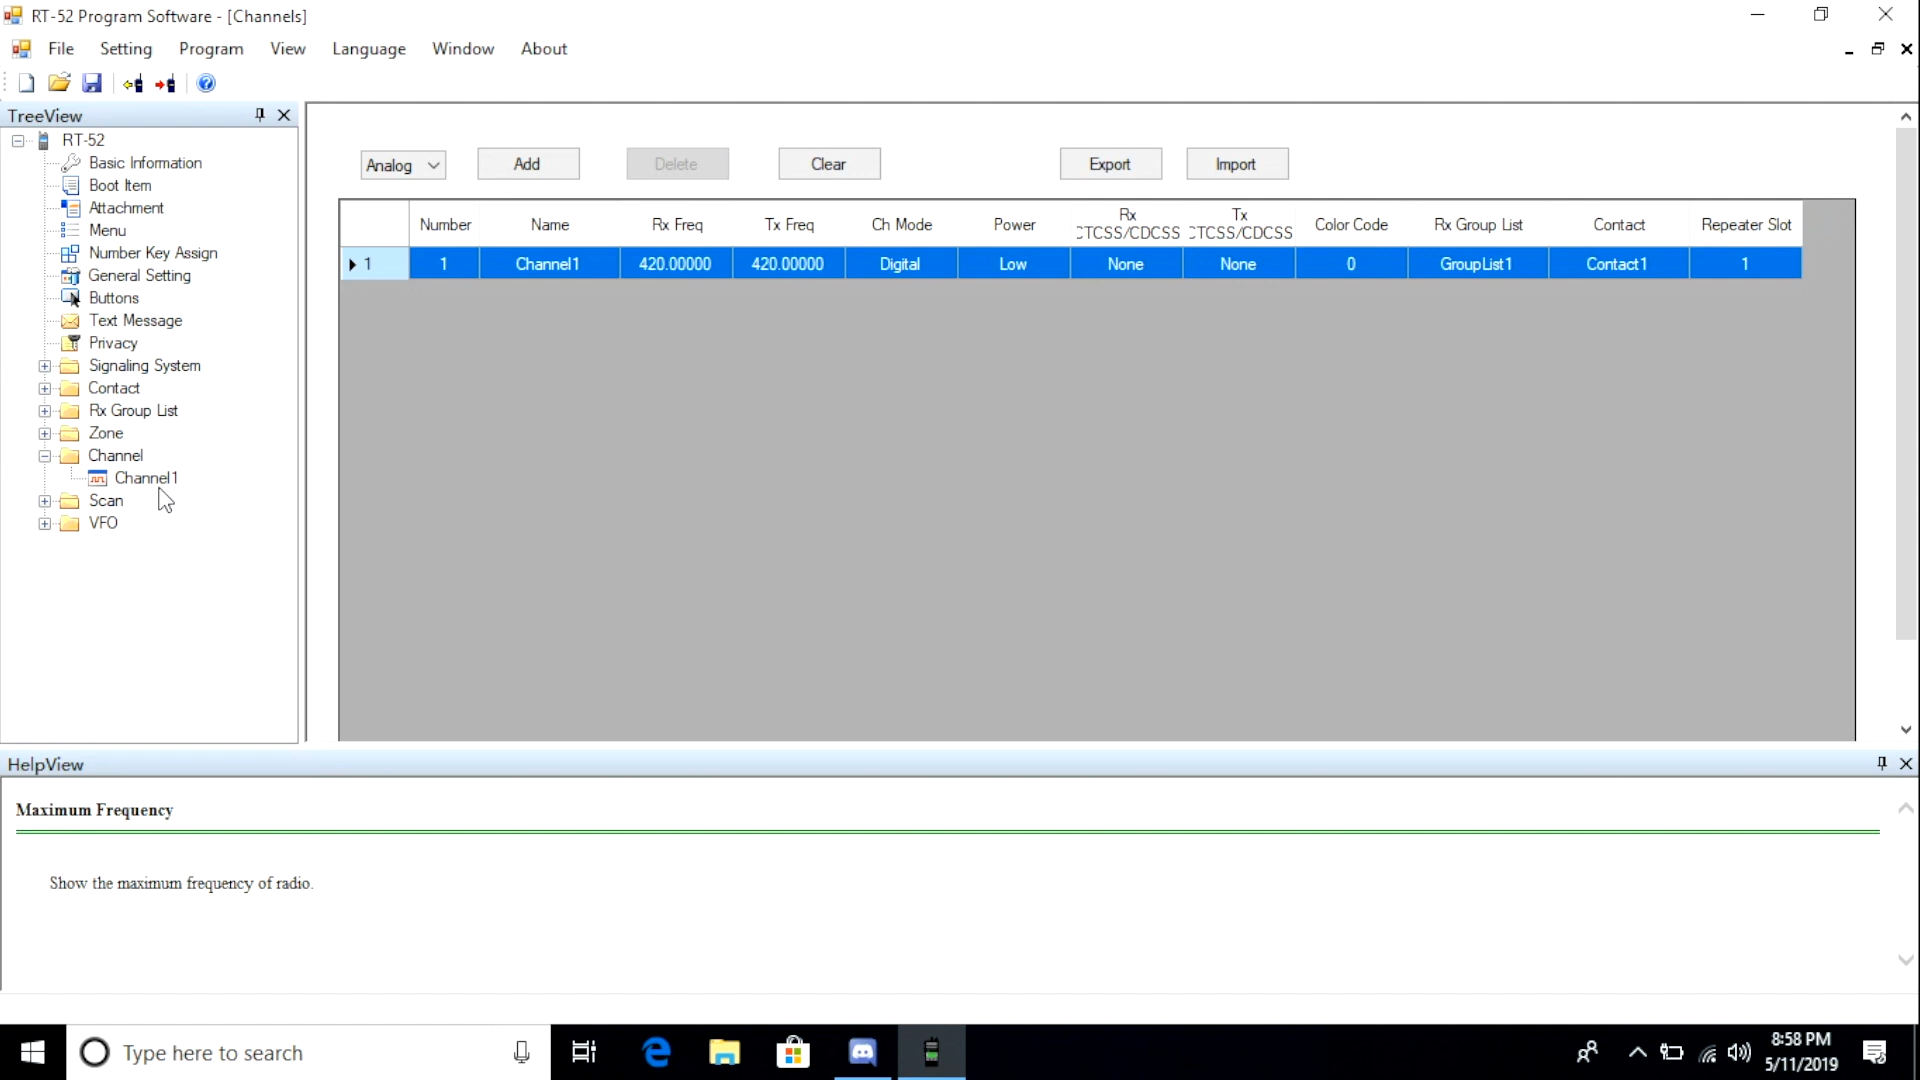 RT-52 Program Software - [Channels]
File Setting Program View Language Window About
TreeView
RT-52
Basic Information
Boot Item
Attachment
Menu
Number Key Assign
General Setting
Buttons
Text Message
Privacy
Signaling System
Contact
Rx Group List
Zone
Channel
Channel1
Scan
VFO
Analog Add Delete Clear Export Import
Number Name Rx Freq Tx Freq Ch Mode Power Rx CTCSS/CDCSS Tx CTCSS/CDCSS Color Code Rx Group List Contact Repeater Slot
1 1 Channel1 420.00000 420.00000 Digital Low None None 0 GroupList1 Contact1 1
HelpView
Maximum Frequency
Show the maximum frequency of radio.
Type here to search
8:58 PM
5/11/2019